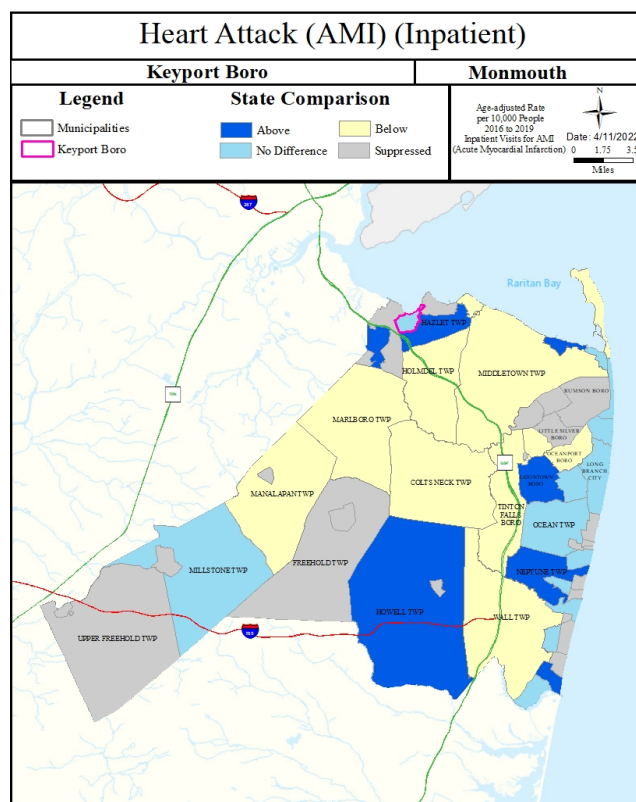 Heart Attack (AMI) (Inpatient)
Keyport Boro
Monmouth
Legend
State Comparison
Municipalities
Keyport Boro
Above
Below
No Difference
Suppressed
Age-adjusted Rate
per 10,000 People
2016 to 2019
Inpatient Visits for AMI
(Acute Myocardial Infarction)
N
Date: 4/11/2022
0 1.75 3.5
Miles
287
Raritan Bay
HAZLET TWP
HOLMDEL TWP
MIDDLETOWN TWP
RUMSON BORO
MARLBORO TWP
LITTLE SILVER
BORO
OCEANPORT
BORO
LONG
BRANCH
CITY
COLTS NECK TWP
MANALAPAN TWP
TINTON
FALLS
BORO
OCEAN TWP
FREEHOLD TWP
MILLSTONE TWP
NEPTUNE TWP
HOWELL TWP
WALL TWP
195
UPPER FREEHOLD TWP